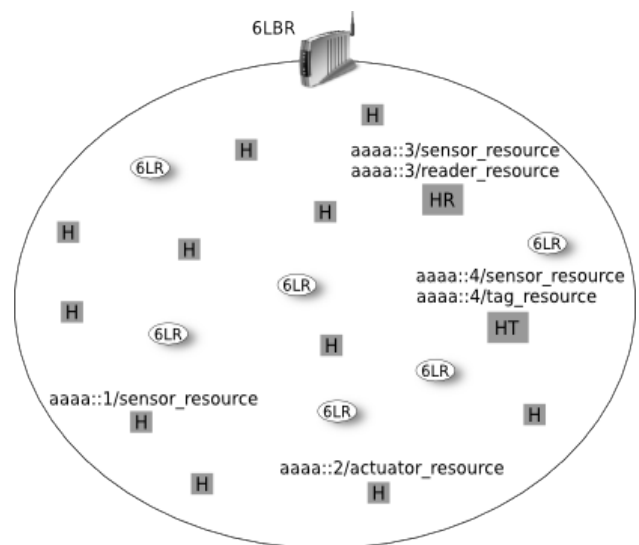 6LBR
H
H
aaaa::3/sensor_resource
aaaa::3/reader_resource
6LR
HR
H
H
H
6LR
aaaa::4/sensor_resource
aaaa::4/tag_resource
6LR
H
HT
6LR
H
6LR
aaaa::1/sensor_resource
6LR
H
H
aaaa::2/actuator_resource
H
H